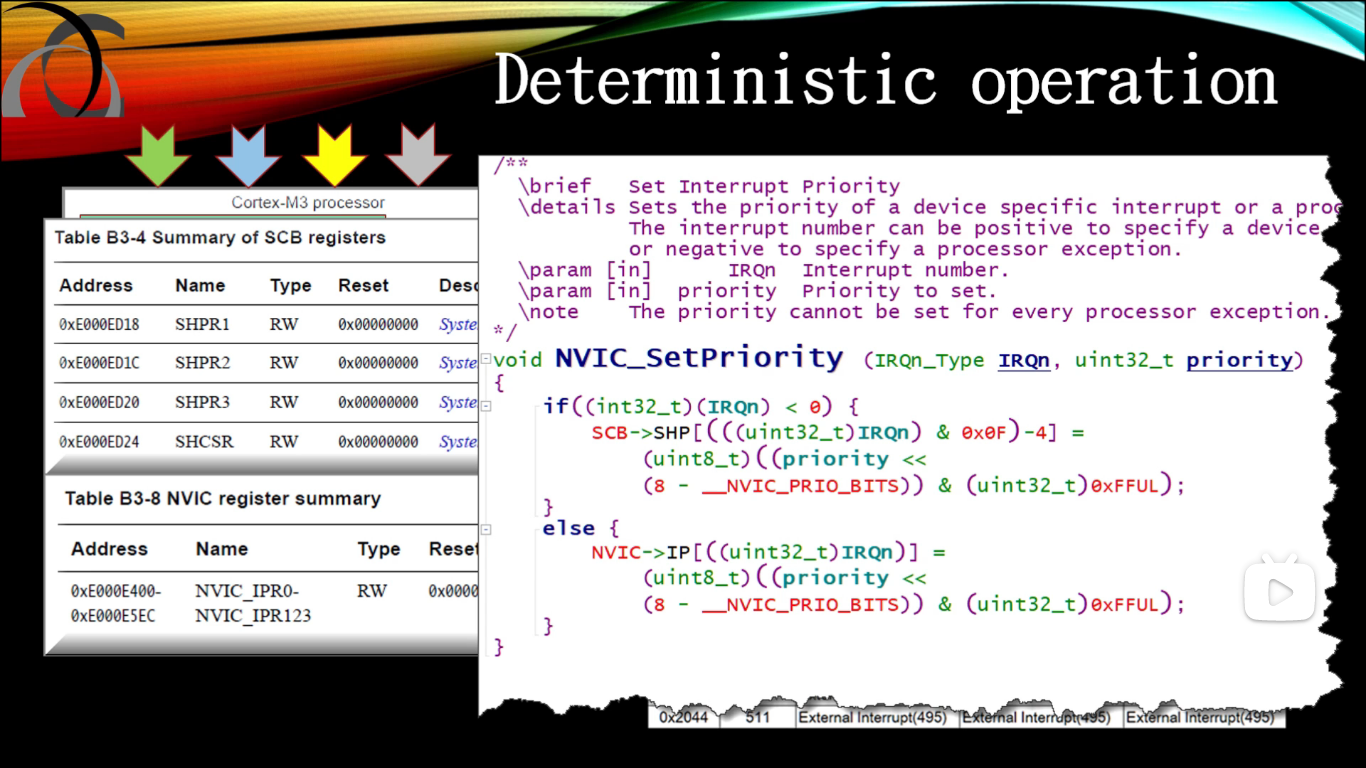 Deterministic operation
Cortex-M3 processor
Table B3-4 Summary of SCB registers
Address Name Type Reset
0xE000ED18 SHPR1 RW 0x00000000
0xE000ED1C SHPR2 RW 0x00000000
0xE000ED20 SHPR3 RW 0x00000000
0xE000ED24 SHCSR RW 0x00000000
Table B3-8 NVIC register summary
Address Name Type Reset
0xE000E400- NVIC_IPR0- RW 0x0000
0xE000E5EC NVIC_IPR123
/**
\brief Set Interrupt Priority
\details Sets the priority of a device specific interrupt or a
The interrupt number can be positive to specify a device
or negative to specify a processor exception.
\param [in] IRQn Interrupt number.
\param [in] priority Priority to set.
\note The priority cannot be set for every processor exception.
*/
void NVIC_SetPriority (IRQn_Type IRQn, uint32_t priority)
{
if((int32_t)(IRQn) < 0) {
SCB->SHP[(((uint32_t)IRQn) & 0x0F)-4] =
(uint8_t)((priority <<
(8 - __NVIC_PRIO_BITS)) & (uint32_t)0xFFUL);
}
else {
NVIC->IP[((uint32_t)IRQn)] =
(uint8_t)((priority <<
(8 - __NVIC_PRIO_BITS)) & (uint32_t)0xFFUL);
}
}
0x2044 511 External Interrupt(495) External Interrupt(495) External Interrupt(495)